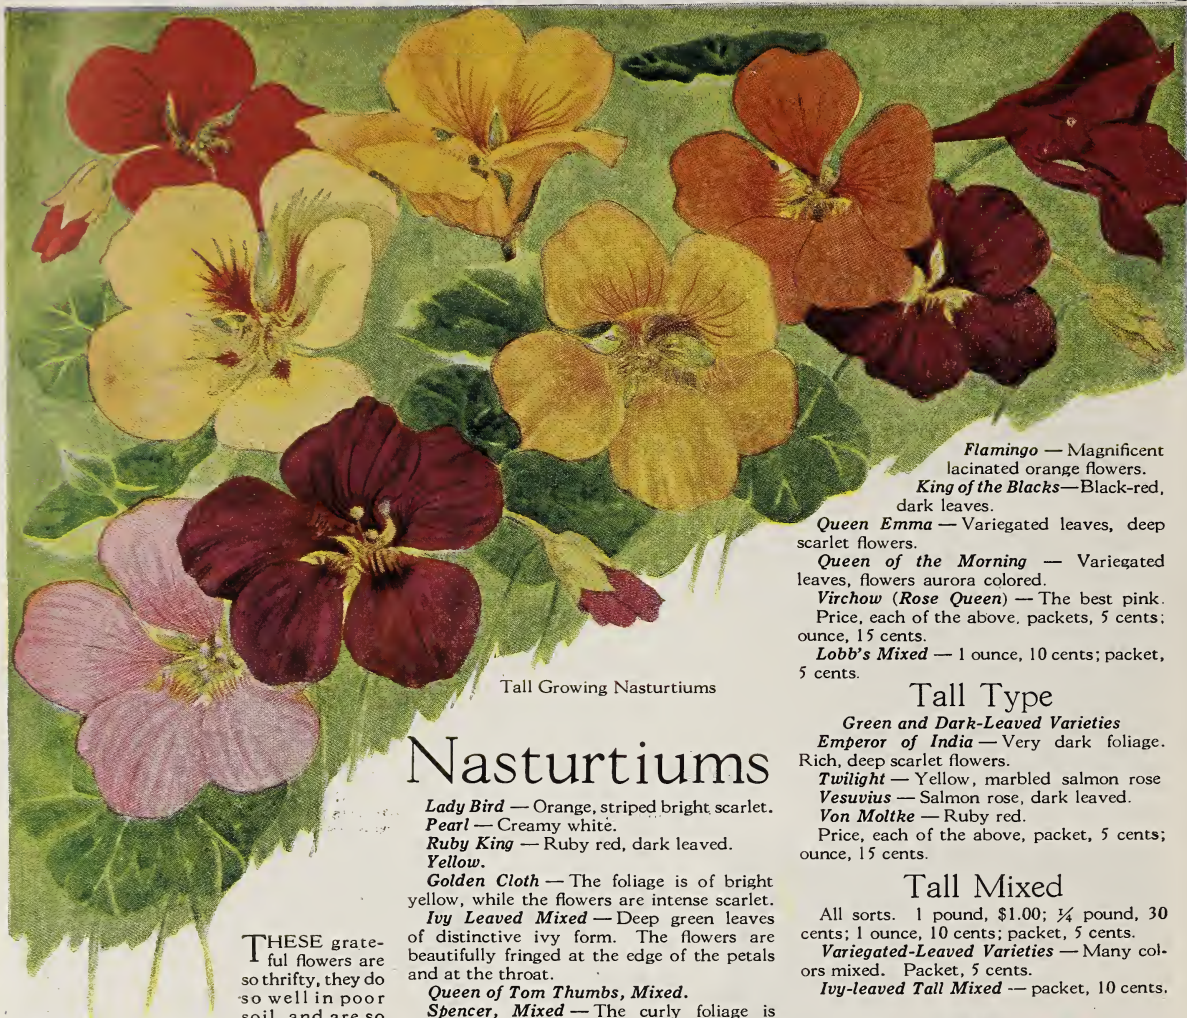 Tall Growing Nasturtiums
Nasturtiums
THESE grate-
ful flowers are
so thrifty, they do
so well in poor
soil, and are so
Lady Bird — Orange, striped bright scarlet.
Pearl — Creamy white.
Ruby King — Ruby red, dark leaved.
Yellow.
Golden Cloth — The foliage is of bright
yellow, while the flowers are intense scarlet.
Ivy Leaved Mixed — Deep green leaves
of distinctive ivy form. The flowers are
beautifully fringed at the edge of the petals
and at the throat.
Queen of Tom Thumbs, Mixed.
Spencer, Mixed — The curly foliage is
Flamingo — Magnificent
lacinated orange flowers.
King of the Blacks—Black-red,
dark leaves.
Queen Emma — Variegated leaves, deep
scarlet flowers.
Queen of the Morning — Variegated
leaves, flowers aurora colored.
Virchow (Rose Queen) — The best pink.
Price, each of the above, packets, 5 cents;
ounce, 15 cents.
Lobb's Mixed — 1 ounce, 10 cents; packet,
5 cents.
Tall Type
Green and Dark-Leaved Varieties
Emperor of India — Very dark foliage.
Rich, deep scarlet flowers.
Twilight — Yellow, marbled salmon rose
Vesuvius — Salmon rose, dark leaved.
Von Moltke — Ruby red.
Price, each of the above, packet, 5 cents;
ounce, 15 cents.
Tall Mixed
All sorts. 1 pound, $1.00; ¼ pound, 30
cents; 1 ounce, 10 cents; packet, 5 cents.
Variegated-Leaved Varieties — Many col-
ors mixed. Packet, 5 cents.
Ivy-leaved Tall Mixed — packet, 10 cents.